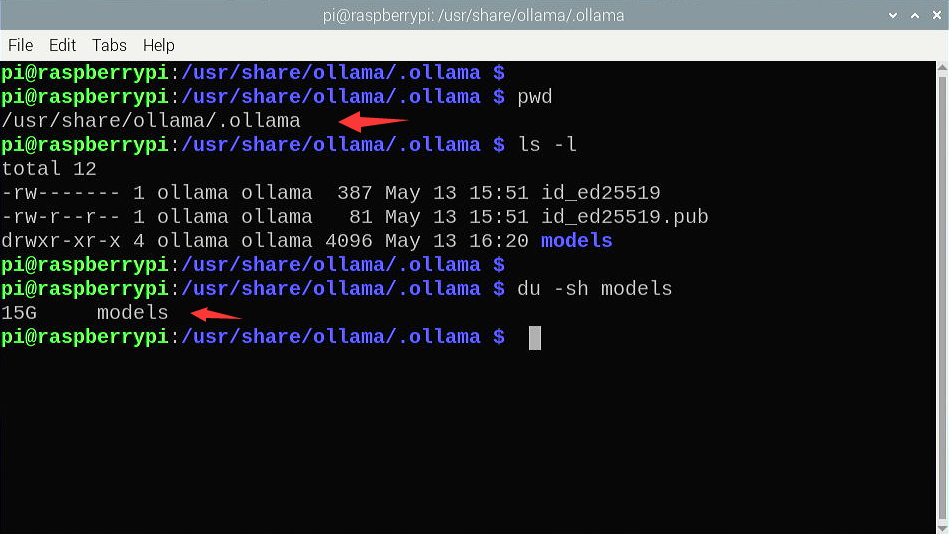 pi@raspberrypi: /usr/share/ollama/.ollama
File Edit Tabs Help
pi@raspberrypi:/usr/share/ollama/.ollama $
pi@raspberrypi:/usr/share/ollama/.ollama $ pwd
/usr/share/ollama/.ollama
pi@raspberrypi:/usr/share/ollama/.ollama $ ls -l
total 12
-rw------- 1 ollama ollama  387 May 13 15:51 id_ed25519
-rw-r--r-- 1 ollama ollama   81 May 13 15:51 id_ed25519.pub
drwxr-xr-x 4 ollama ollama 4096 May 13 16:20 models
pi@raspberrypi:/usr/share/ollama/.ollama $
pi@raspberrypi:/usr/share/ollama/.ollama $ du -sh models
15G     models
pi@raspberrypi:/usr/share/ollama/.ollama $